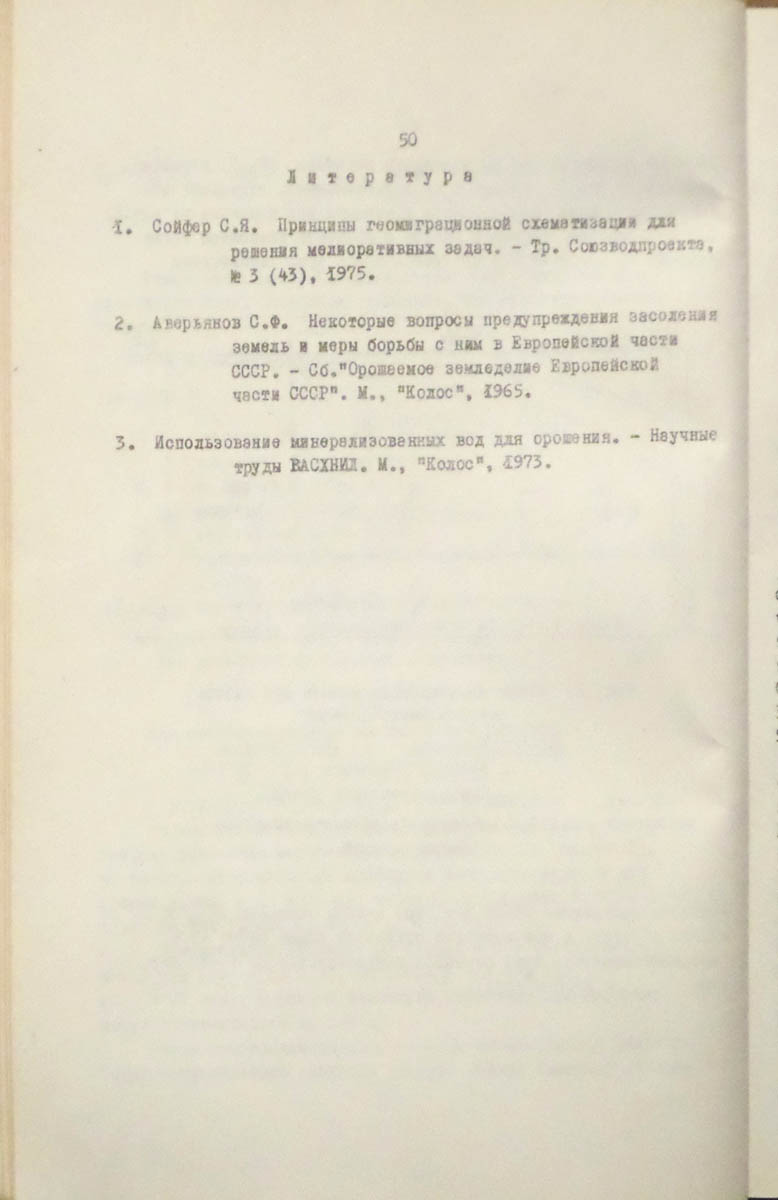 50
Литература
1. Сойфер С.Я. Принципы геомиграционной схематизации для
решения мелиоративных задач. - Тр. Союзводпроекта,
№ 3 (43), 1975.
2. Аверьянов С.Ф. Некоторые вопросы предупреждения засоления
земель и меры борьбы с ним в Европейской части
СССР. - Сб."Орошаемое земледелие Европейской
части СССР". М., "Колос", 1965.
3. Использование минерализованных вод для орошения. - Научные
труды ВАСХНИЛ. М., "Колос", 1973.